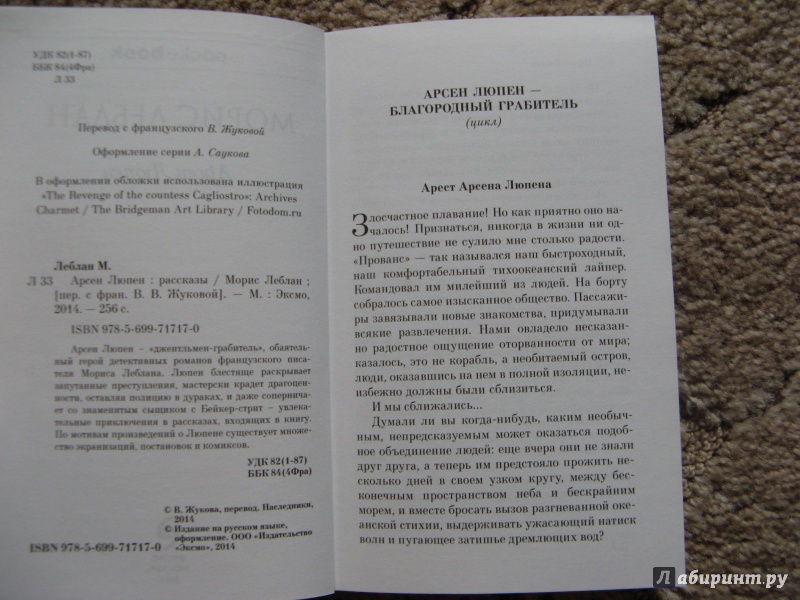 УДК 82(1-87)
ББК 84(4Фра)
Л 33
Перевод с французского В. Жуковой
Оформление серии А. Саукова
В оформлении обложки использована иллюстрация
«The Revenge of the countess Cagliostro»: Archives
Charmet / The Bridgeman Art Library / Fotodom.ru
Леблан М.
Л 33 Арсен Люпен : рассказы / Морис Леблан ;
[пер. с фран. В. В. Жуковой]. — М. : Эксмо,
2014. — 256 с.
ISBN 978-5-699-71717-0
Арсен Люпен – «джентльмен-грабитель», обаятель-
ный герой детективных романов французского писа-
теля Мориса Леблана. Люпен блестяще раскрывает
запутанные преступления, мастерски крадет драгоцен-
ности, оставляя полицию в дураках, и даже соперничa-
ет со знаменитым сыщиком с Бейкер-стрит – увлека-
тельные приключения в рассказах, входящих в книгу.
По мотивам произведений о Люпене существует множе-
ство экранизаций, постановок и комиксов.
УДК 82(1-87)
ББК 84(4Фра)
© В. Жукова, перевод. Наследники,
2014
© Издание на русском языке,
оформление. ООО «Издательство
«Эксмо», 2014
ISBN 978-5-699-71717-0
АРСЕН ЛЮПЕН —
БЛАГОРОДНЫЙ ГРАБИТЕЛЬ
(цикл)
Арест Арсена Люпена
Злосчастное плавание! Но как приятно оно на-
чалось! Признаться, никогда в жизни ни од-
но путешествие не сулило мне столько радости.
«Прованс» — так назывался наш быстроходный,
наш комфортабельный тихоокеанский лайнер.
Командовал им милейший из людей. На борту
собралось самое изысканное общество. Пассажи-
ры завязывали новые знакомства, придумывали
всякие развлечения. Нами овладело несказан-
но радостное ощущение оторванности от мира;
казалось, это не корабль, а необитаемый остров,
люди, оказавшись на нем в полной изоляции, не-
избежно должны были сблизиться.
И мы сближались...
Думали ли вы когда-нибудь, каким необыч-
ным, непредсказуемым может оказаться подоб-
ное объединение людей: еще вчера они не знали
друг друга, а теперь им предстояло прожить не-
сколько дней в своем узком кругу, между бес-
конечным пространством неба и бескрайним
морем, и вместе бросать вызов разгневанной оке-
анской стихии, выдерживать ужасающий натиск
волн и пугающее затишье дремлющих вод?
Лабиринт.ру